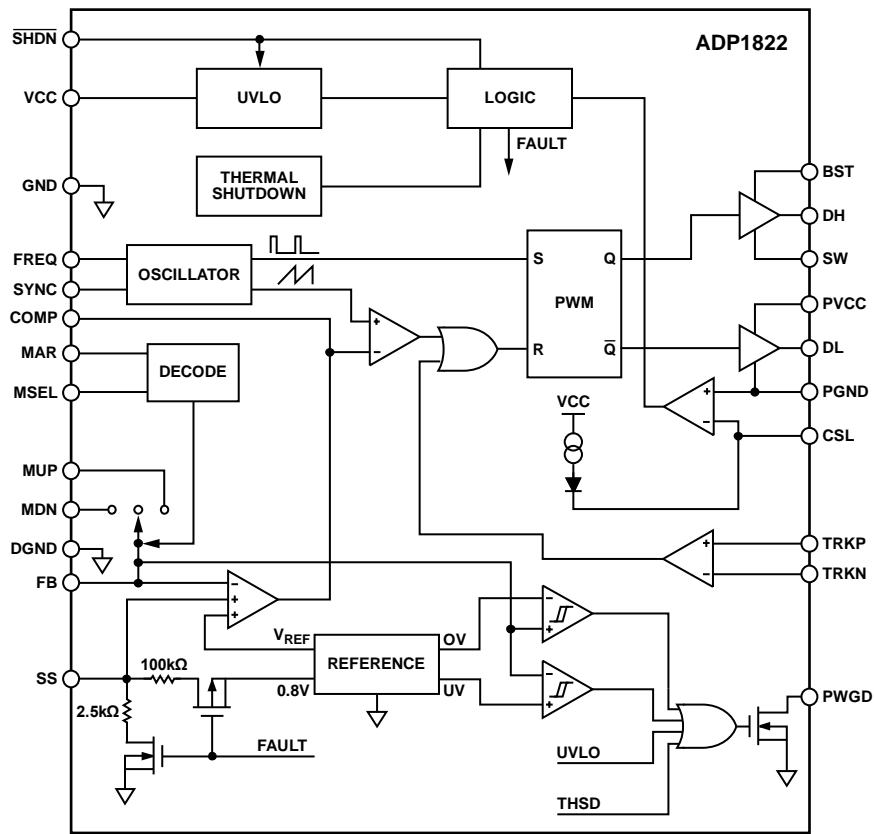 ADP1822
SHDN
VCC
GND
FREQ
SYNC
COMP
MAR
MSEL
MUP
MDN
DGND
FB
SS
UVLO
LOGIC
FAULT
THERMAL
SHUTDOWN
OSCILLATOR
DECODE
S
Q
PWM
R
Q
VCC
BST
DH
SW
PVCC
DL
PGND
CSL
TRKP
TRKN
PWGD
+
−
+
−
+
−
−
+
+
VREF
REFERENCE
OV
0.8V
UV
−
+
−
+
100kΩ
2.5kΩ
FAULT
UVLO
THSD